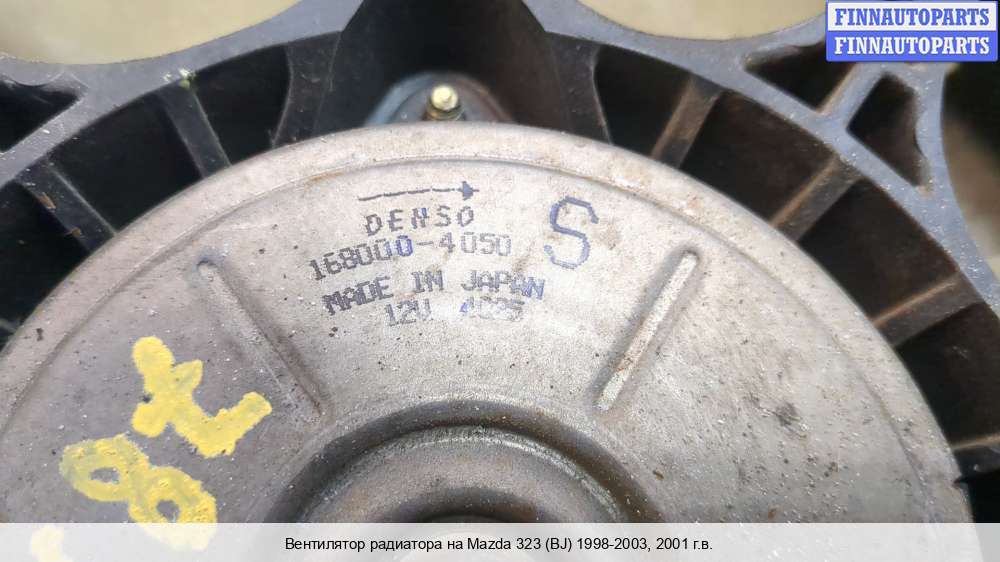 FINNAUTOPARTS
FINNAUTOPARTS
DENSO
168000-4050
S
MADE IN JAPAN
12V
Вентилятор радиатора на Mazda 323 (BJ) 1998-2003, 2001 г.в.